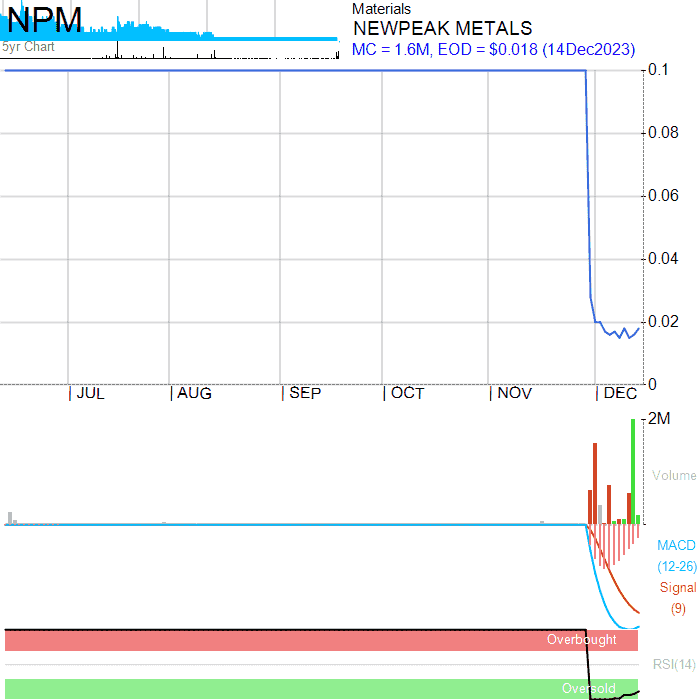 NPM
5yr Chart
Materials
NEWPEAK METALS
MC = 1.6M, EOD = $0.018 (14Dec2023)
0.1
0.08
0.06
0.04
0.02
0
JUL AUG SEP OCT NOV DEC
2M
Volume
MACD
(12-26)
Signal
(9)
Overbought
RSI(14)
Oversold